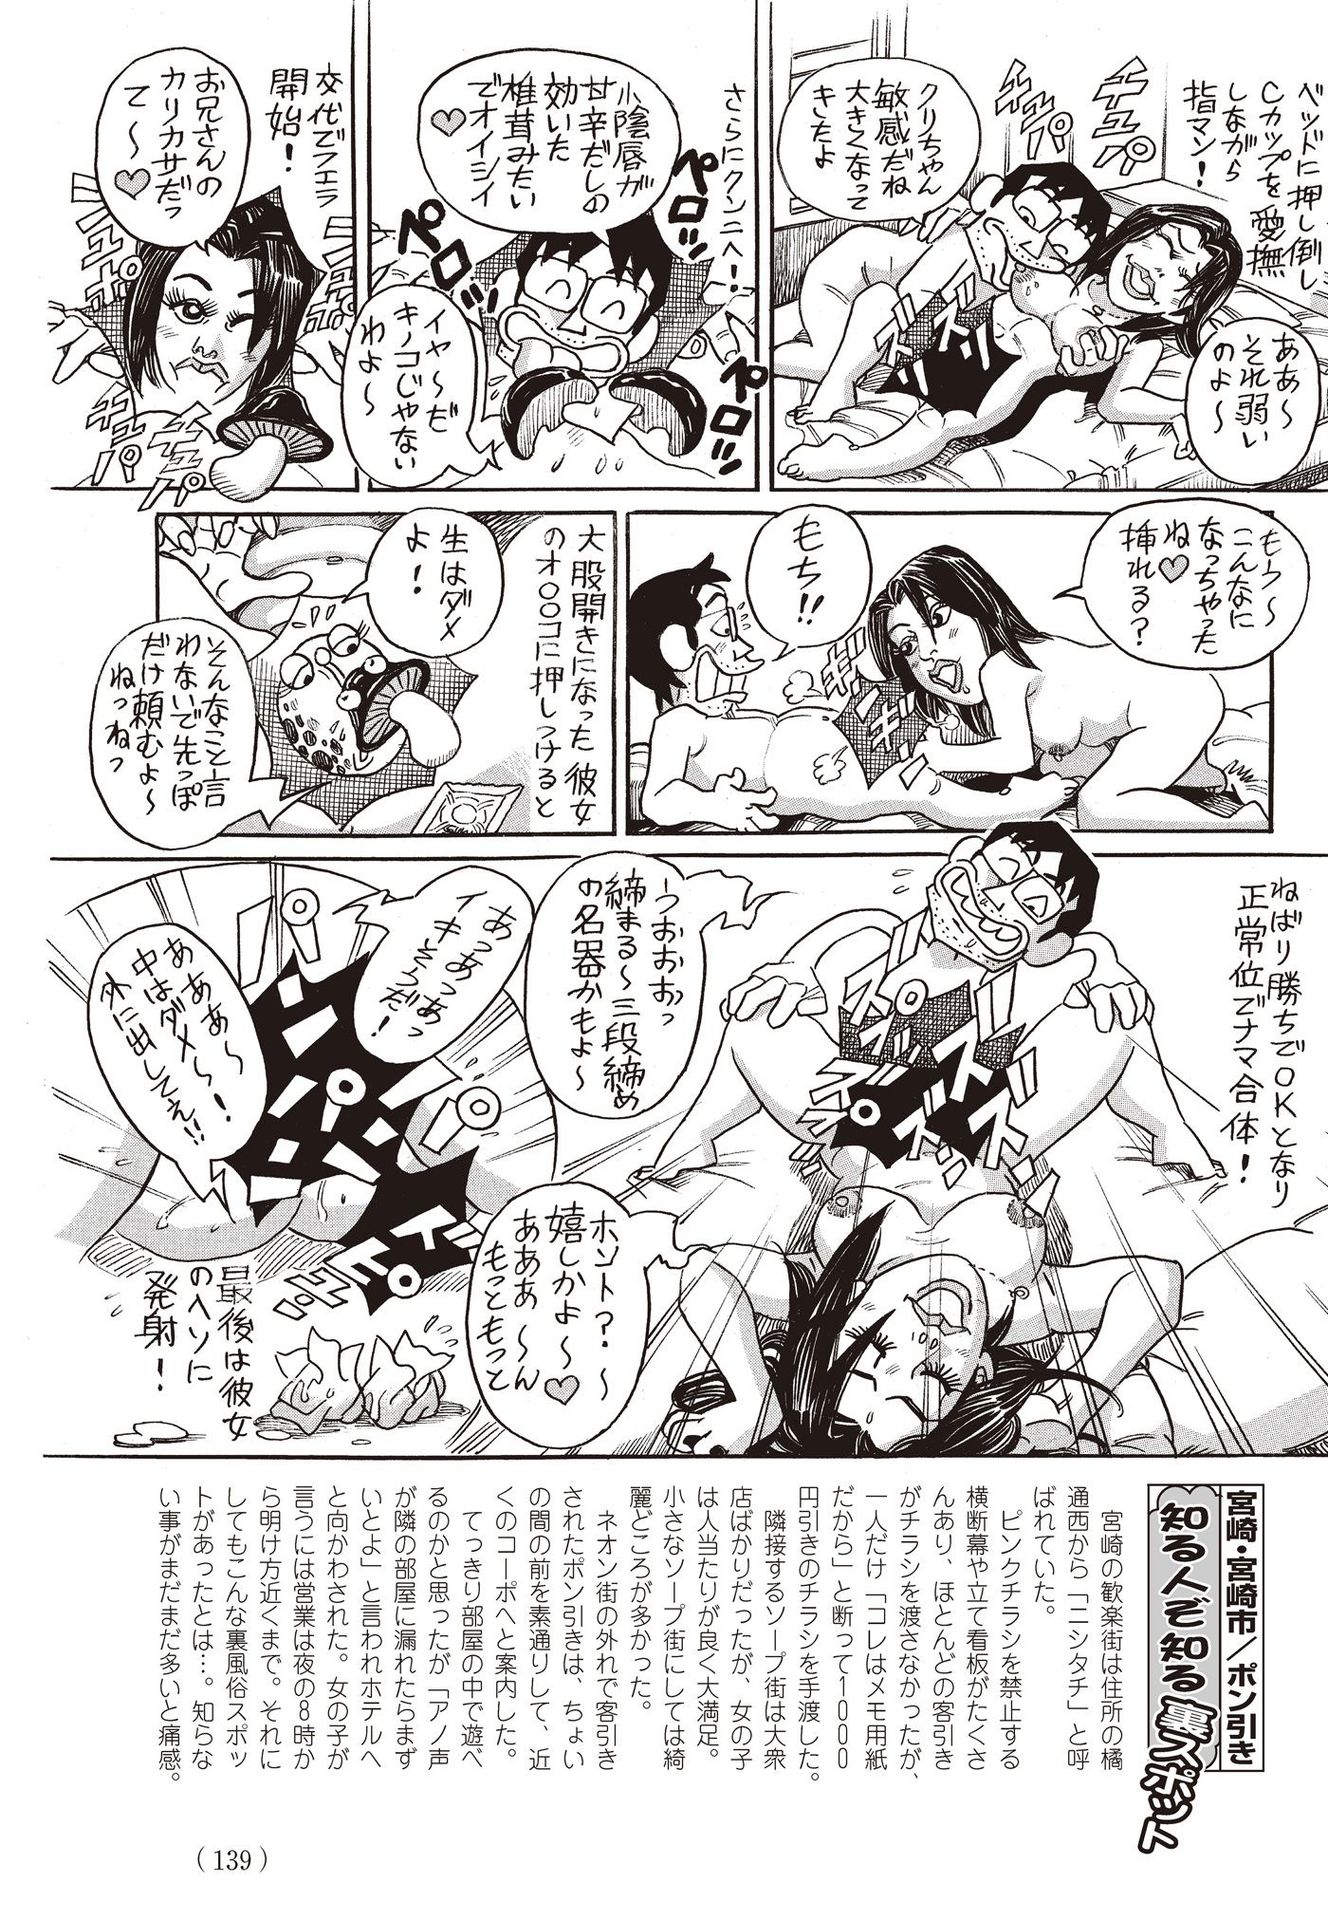 ベッドに押し倒し
Cカップを愛撫
しながら
指マン!
クリちゃん
敏感だね
大きくなって
きたよ
ああ〜
それ弱い
のよ〜
さらにクンニへ!
小陰唇が
甘辛だしの
効いた
椎茸みたい
でオイシイ
♥
イヤ〜だ
キノコじゃない
わよ〜
ペロッ
ペロッ
ペロッ
交代でフェラ
開始!
お兄さんの
カリカサだっ
て〜♥
もう〜
こんなに
なっちゃった
ね♥
挿れる?
もち!!
大股開きになった彼女
のオ○○コに押しつけると
生はダメ
よ!
そんなこと言
わないで先っぽ
だけ頼むよ〜
ねっねっ
ねばり勝ちでOKとなり
正常位でナマ合体!
うおおおっ
締まる〜三段締め
の名器かもよ〜
ホント?〜
嬉しかよ〜
あああ〜ん
もっともっと
♥
あっあっあっ
イキそうだ!
ああああ〜
中はダメ〜!
外に出してぇ!!
パンパン
パンパン
最後は彼女
のヘソに
発射!
宮崎・宮崎市/ポン引き
知る人ぞ知る裏スポット
宮崎の歓楽街は住所の橘
通西から「ニシタチ」と呼
ばれていた。
ピンクチラシを禁止する
横断幕や立て看板がたくさ
んあり、ほとんどの客引き
がチラシを渡さなかったが、
一人だけ「コレはメモ用紙
だから」と断って1000
円引きのチラシを手渡した。
隣接するソープ街は大衆
店ばかりだったが、女の子
は人当たりが良く大満足。
小さなソープ街にしては綺
麗どころが多かった。
ネオン街の外れで客引き
されたポン引きは、ちょい
の間の前を素通りして、近
くのコーポへと案内した。
てっきり部屋の中で遊べ
るのかと思ったが「アノ声
が隣の部屋に漏れたらまず
いとよ」と言われホテルへ
と向かわされた。女の子が
言うには営業は夜の8時か
ら明け方近くまで。それに
してもこんな裏風俗スポッ
トがあったとは…。知らな
い事がまだまだ多いと痛感。
(139)